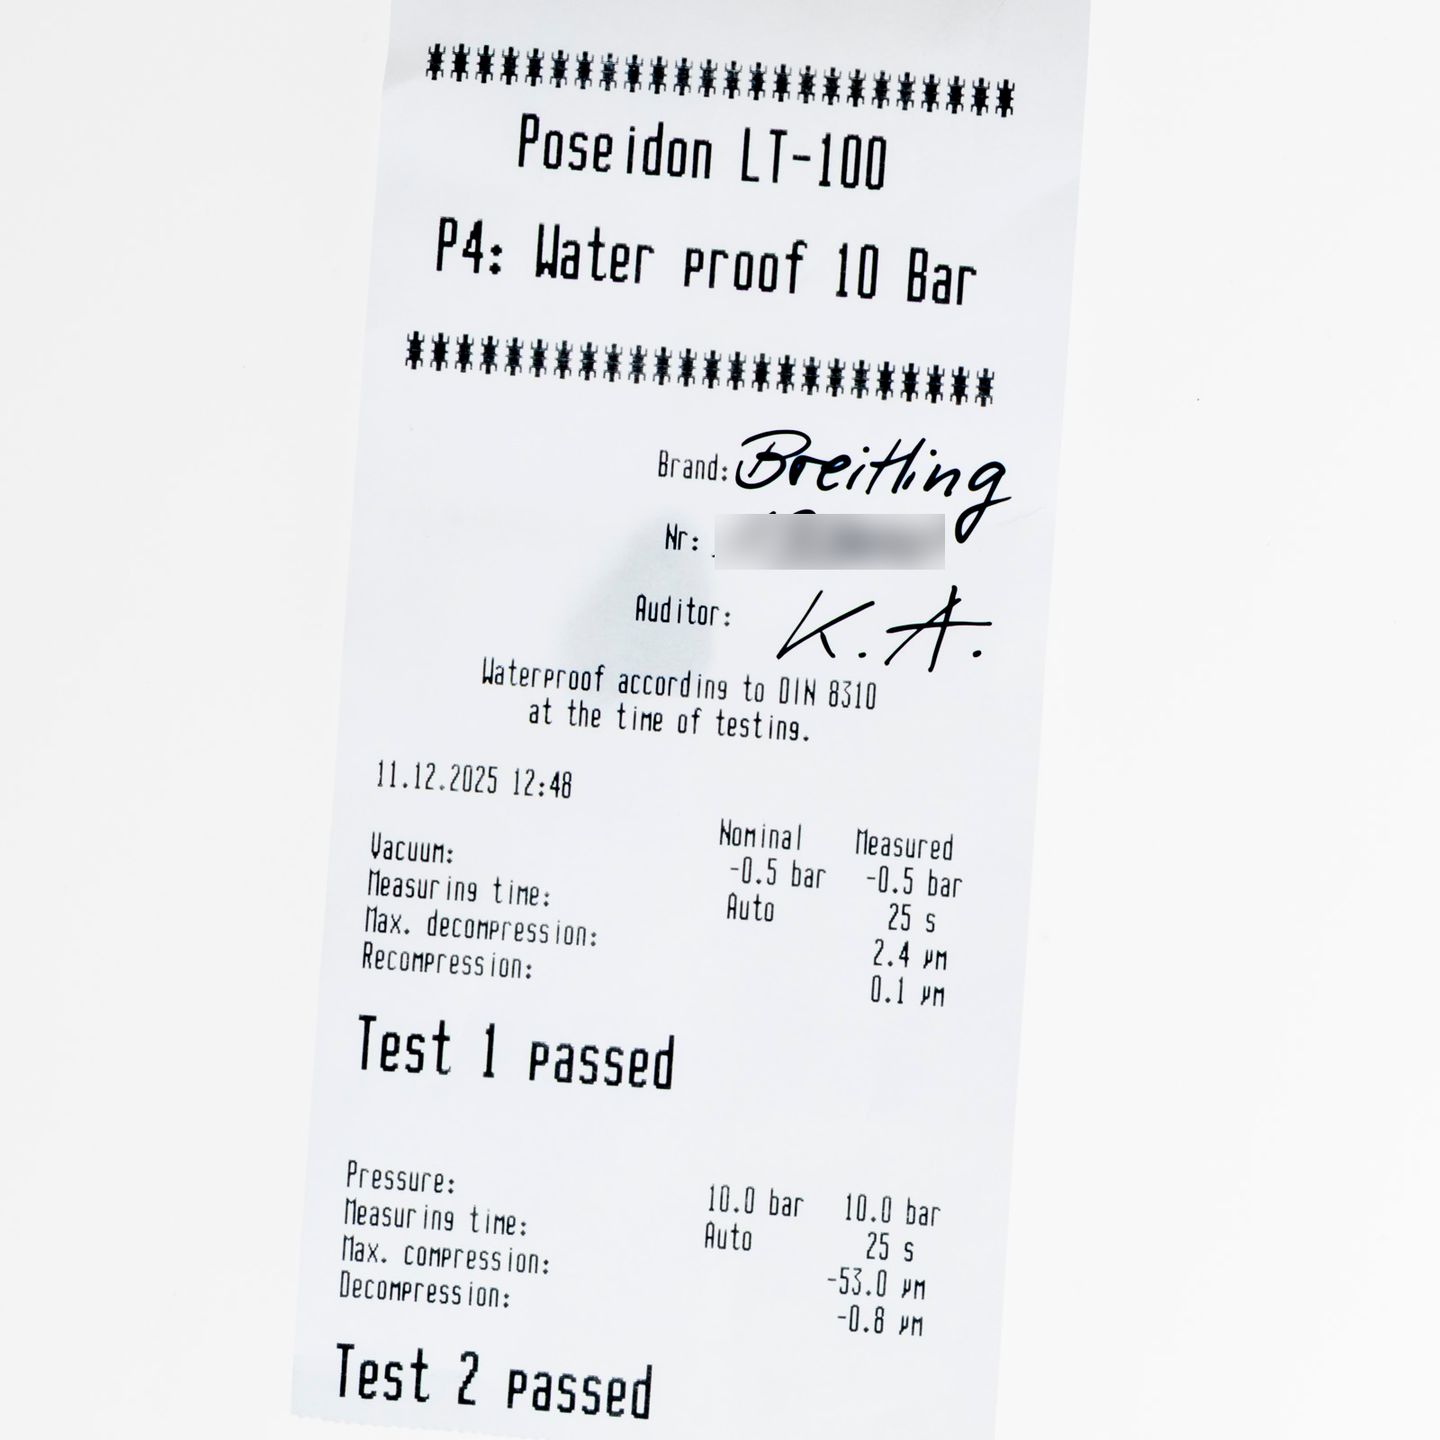 Poseidon LT-100
P4: Water proof 10 Bar
Brand: Breitling
Nr:
Auditor: K. A.
Waterproof according to DIN 8310
at the time of testing.
11.12.2025 12:48
Nominal Measured
Vacuum: -0.5 bar -0.5 bar
Measuring time: Auto 25 s
Max. decompression: 2.4 µm
Recompression: 0.1 µm
Test 1 passed
Pressure: 10.0 bar 10.0 bar
Measuring time: Auto 25 s
Max. compression: -53.0 µm
Decompression: -0.8 µm
Test 2 passed